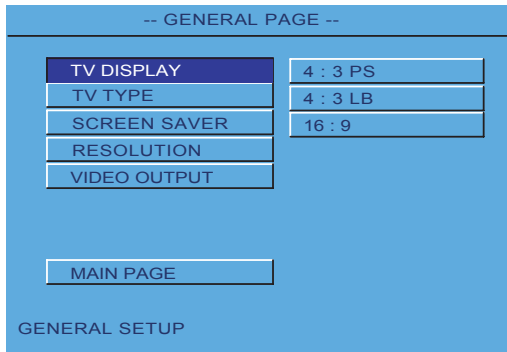 -- GENERAL PAGE --
TV DISPLAY
4 : 3 PS
TV TYPE
4 : 3 LB
SCREEN SAVER
16 : 9
RESOLUTION
VIDEO OUTPUT
MAIN PAGE
GENERAL SETUP